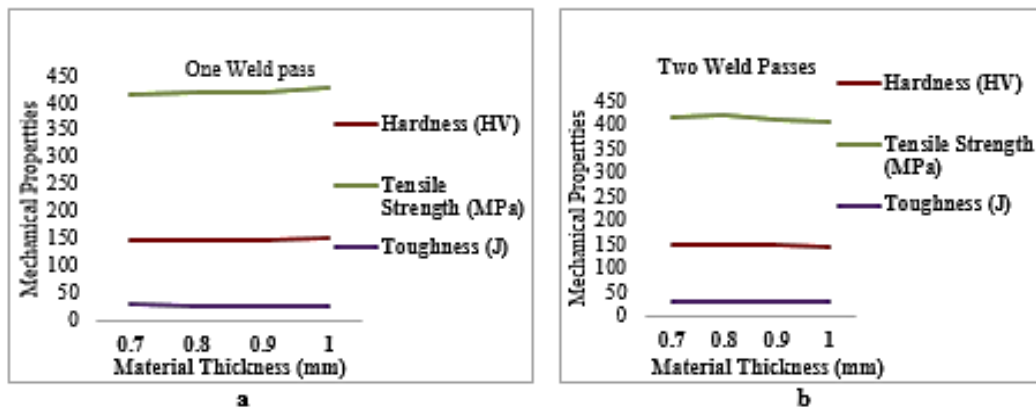 One Weld pass
450
400
350
300
250
200
150
100
50
0
Mechanical Propertties
0.7 0.8 0.9 1
Material Thickness (mm)
Hardness (HV)
Tensile
Strength (MPa)
Toughness (J)
a
Two Weld Passes
450
400
350
300
250
200
150
100
50
0
Mechanical Properties
0.7 0.8 0.9 1
Material Thickness (mm)
Hardness (HV)
Tensile Strength
(MPa)
Toughness (J)
b